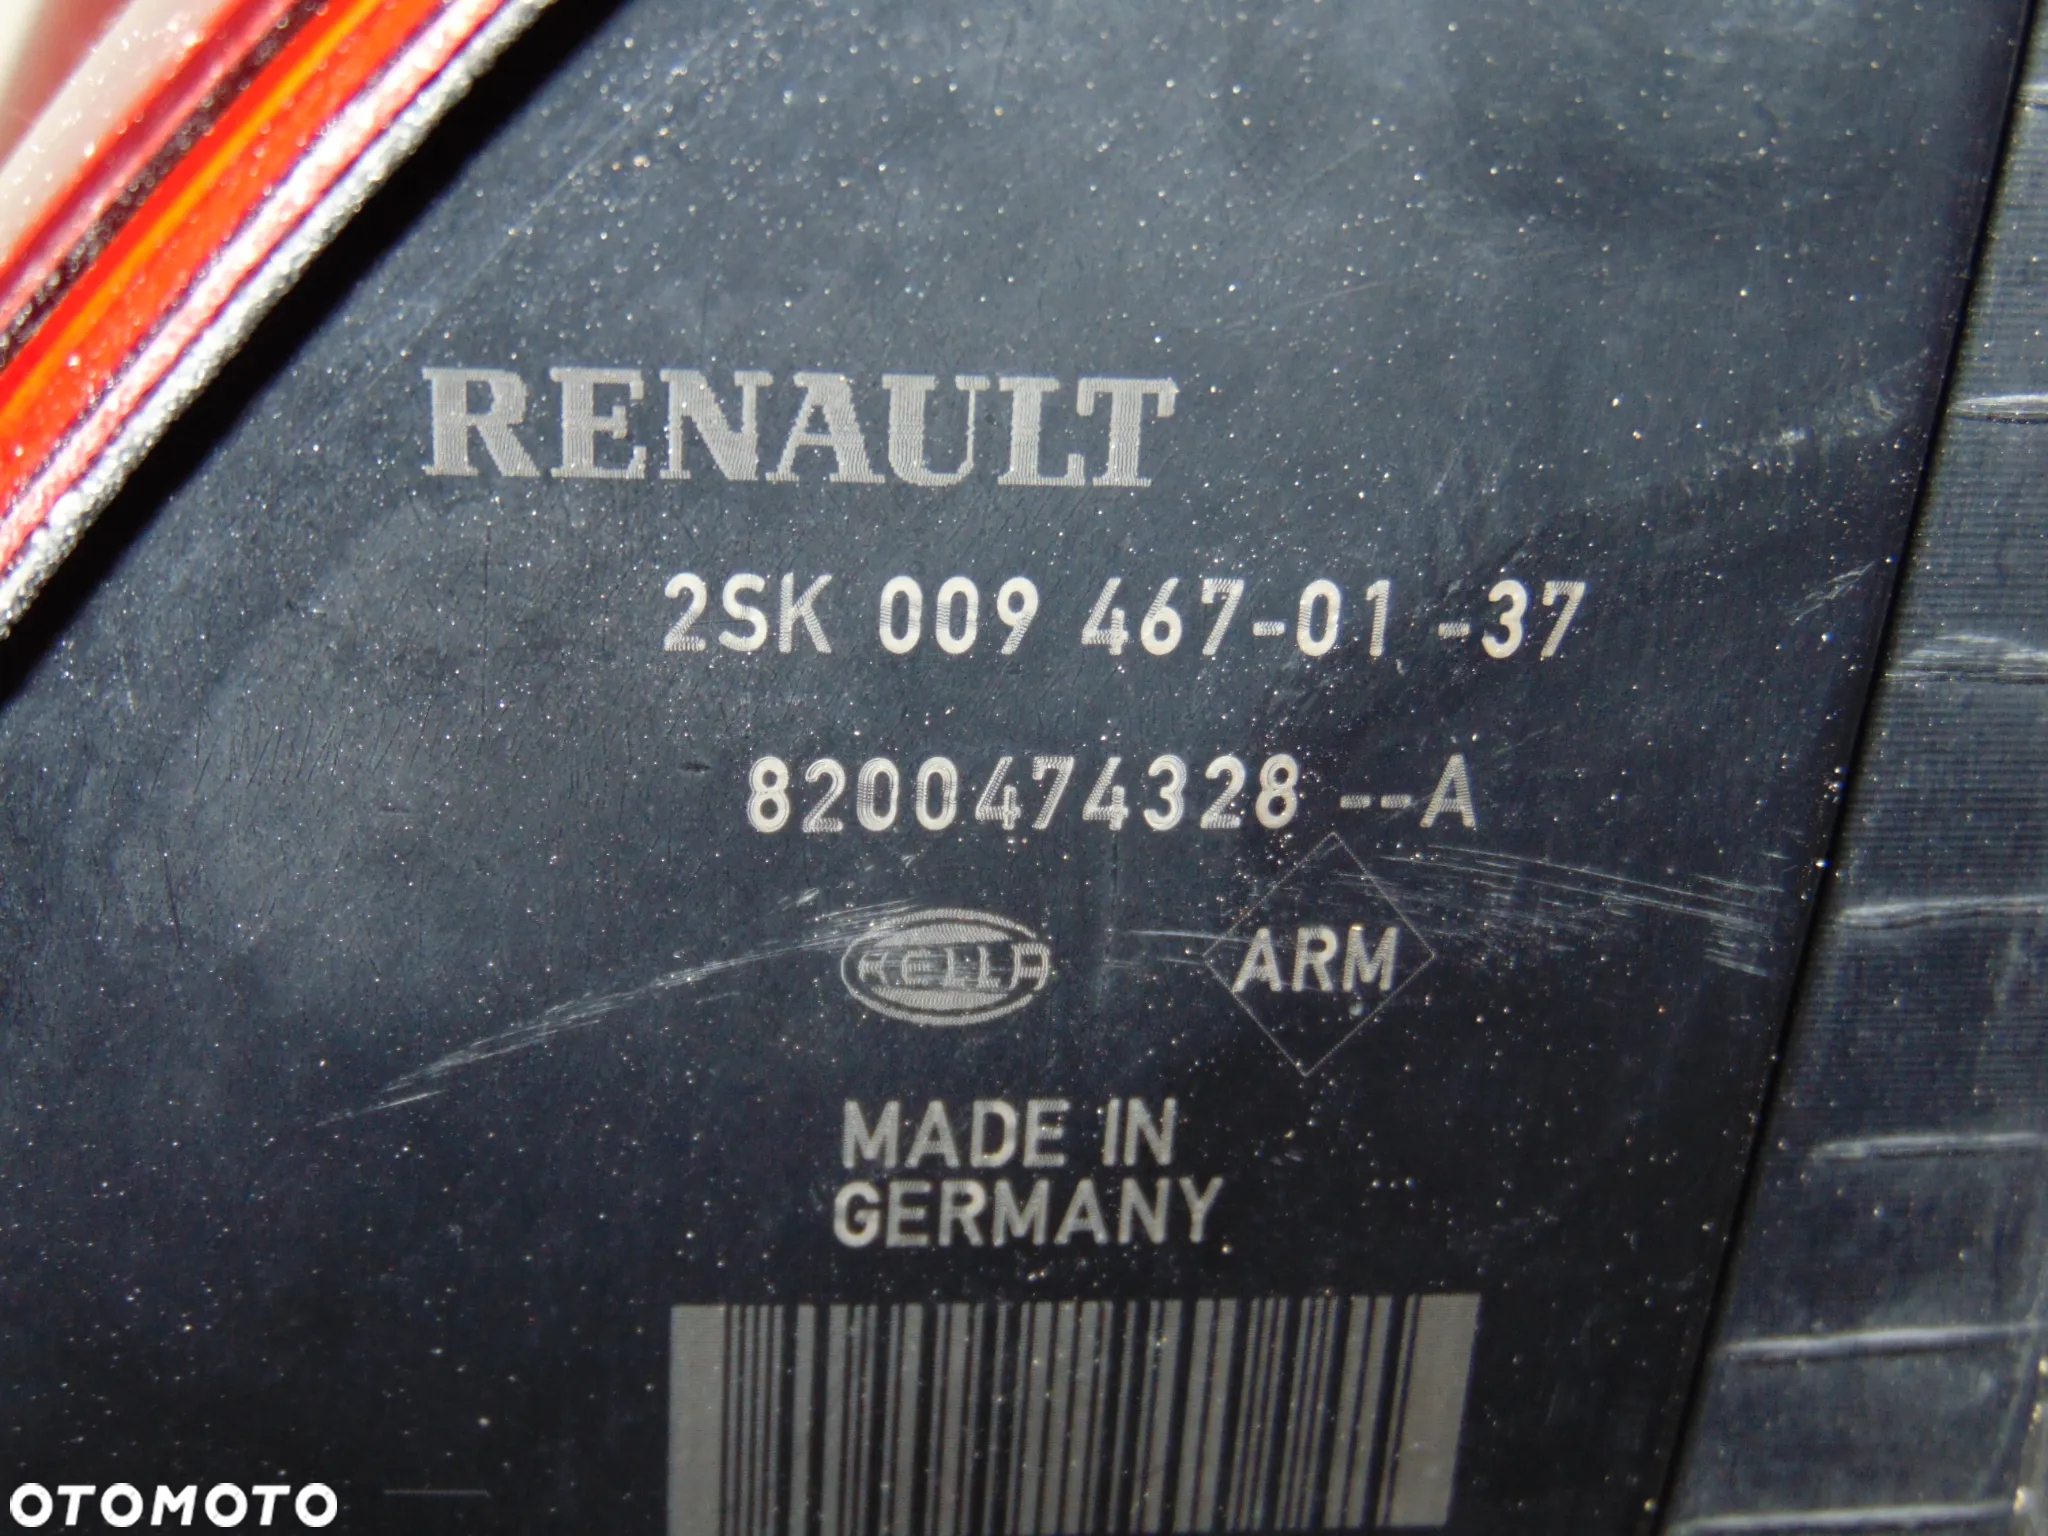 RENAULT
2SK 009 467-01 -37
8200474328 --A
HELLA
ARM
MADE IN
GERMANY
OTOMOTO